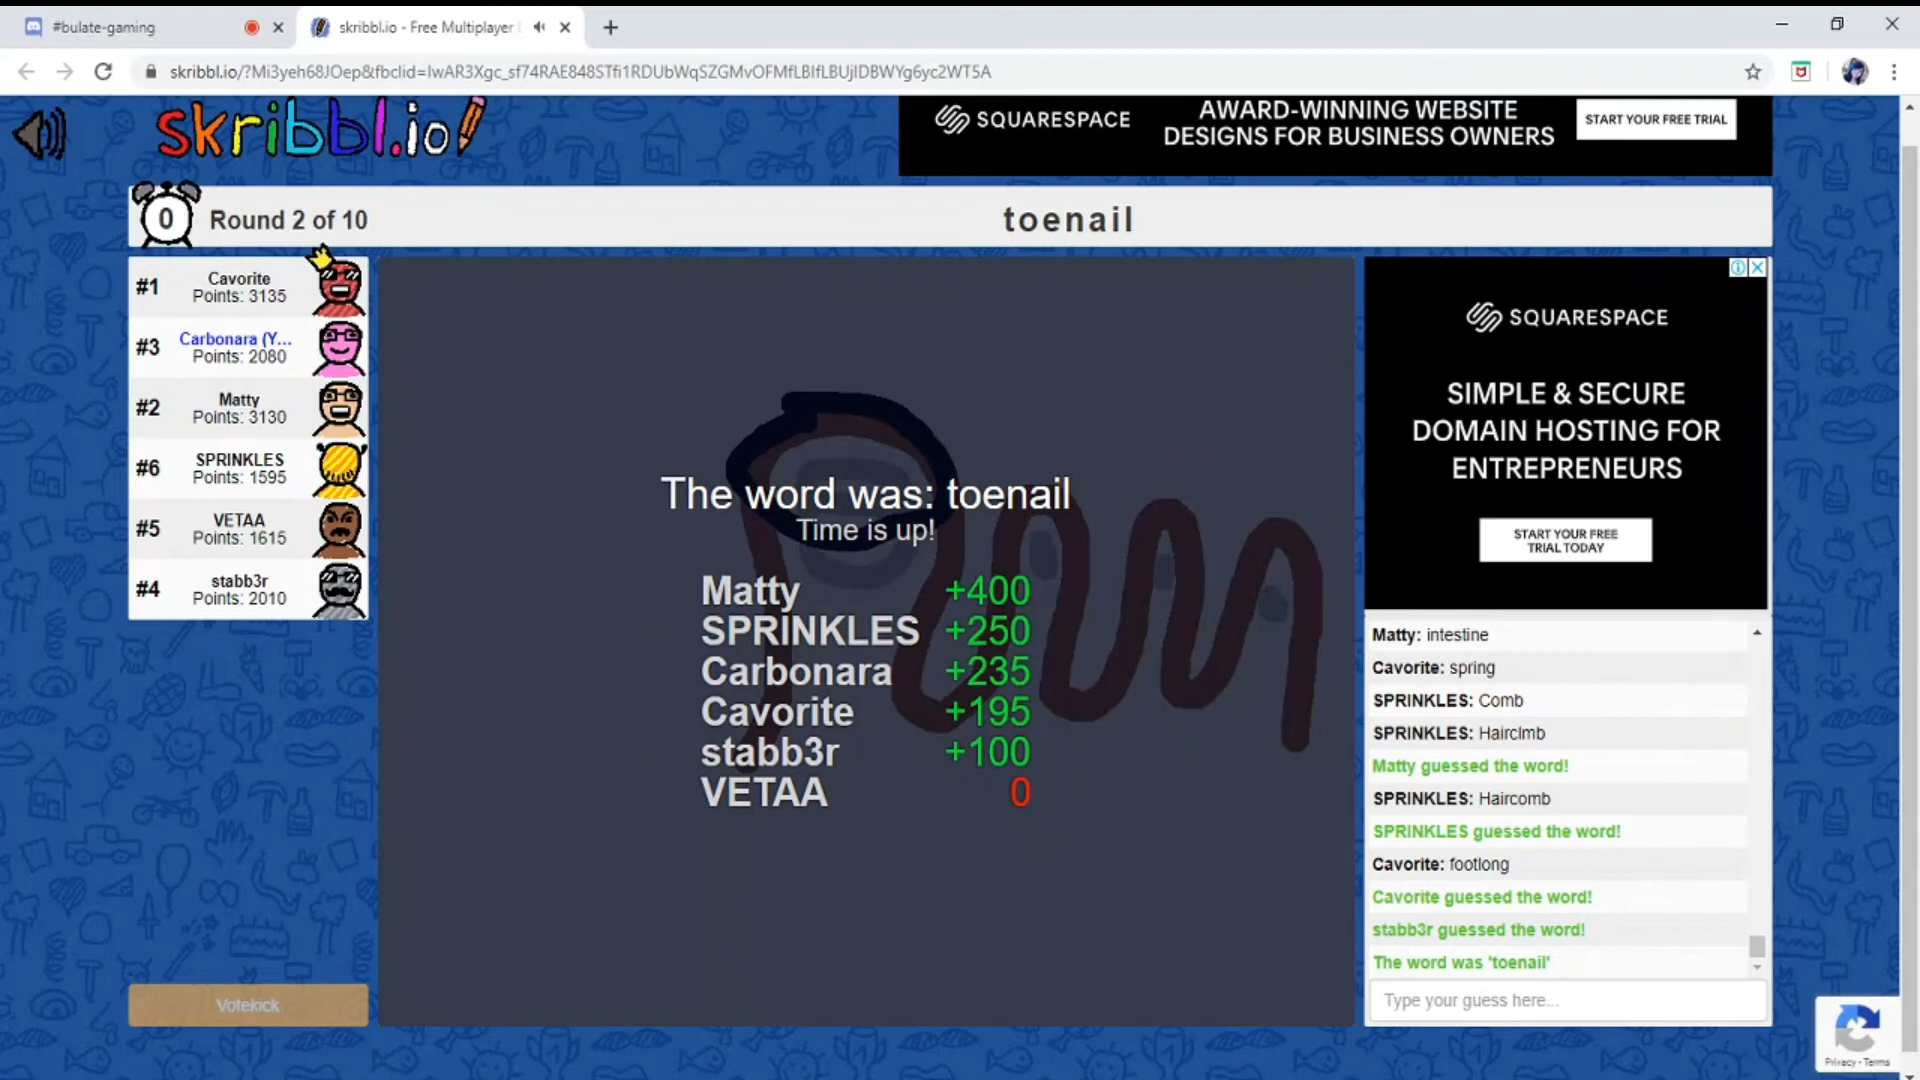 #bulate-gaming
skribbl.io - Free Multiplayer
skribbl.io/?Mi3yeh68JOep&fbclid=IwAR3Xgc_sf74RAE848STfi1RDUbWqSZGMvOFMfLBIfLBUjIDBWYg6yc2WT5A
skribbl.io
SQUARESPACE
AWARD-WINNING WEBSITE
DESIGNS FOR BUSINESS OWNERS
START YOUR FREE TRIAL
0
Round 2 of 10
toenail
#1
Cavorite
Points: 3135
#3
Carbonara (Y...
Points: 2080
#2
Matty
Points: 3130
#6
SPRINKLES
Points: 1595
#5
VETAA
Points: 1615
#4
stabb3r
Points: 2010
Votekick
The word was: toenail
Time is up!
Matty +400
SPRINKLES +250
Carbonara +235
Cavorite +195
stabb3r +100
VETAA 0
SQUARESPACE
SIMPLE & SECURE
DOMAIN HOSTING FOR
ENTREPRENEURS
START YOUR FREE
TRIAL TODAY
Matty: intestine
Cavorite: spring
SPRINKLES: Comb
SPRINKLES: Hairclmb
Matty guessed the word!
SPRINKLES: Haircomb
SPRINKLES guessed the word!
Cavorite: footlong
Cavorite guessed the word!
stabb3r guessed the word!
The word was 'toenail'
Type your guess here...
Privacy - Terms